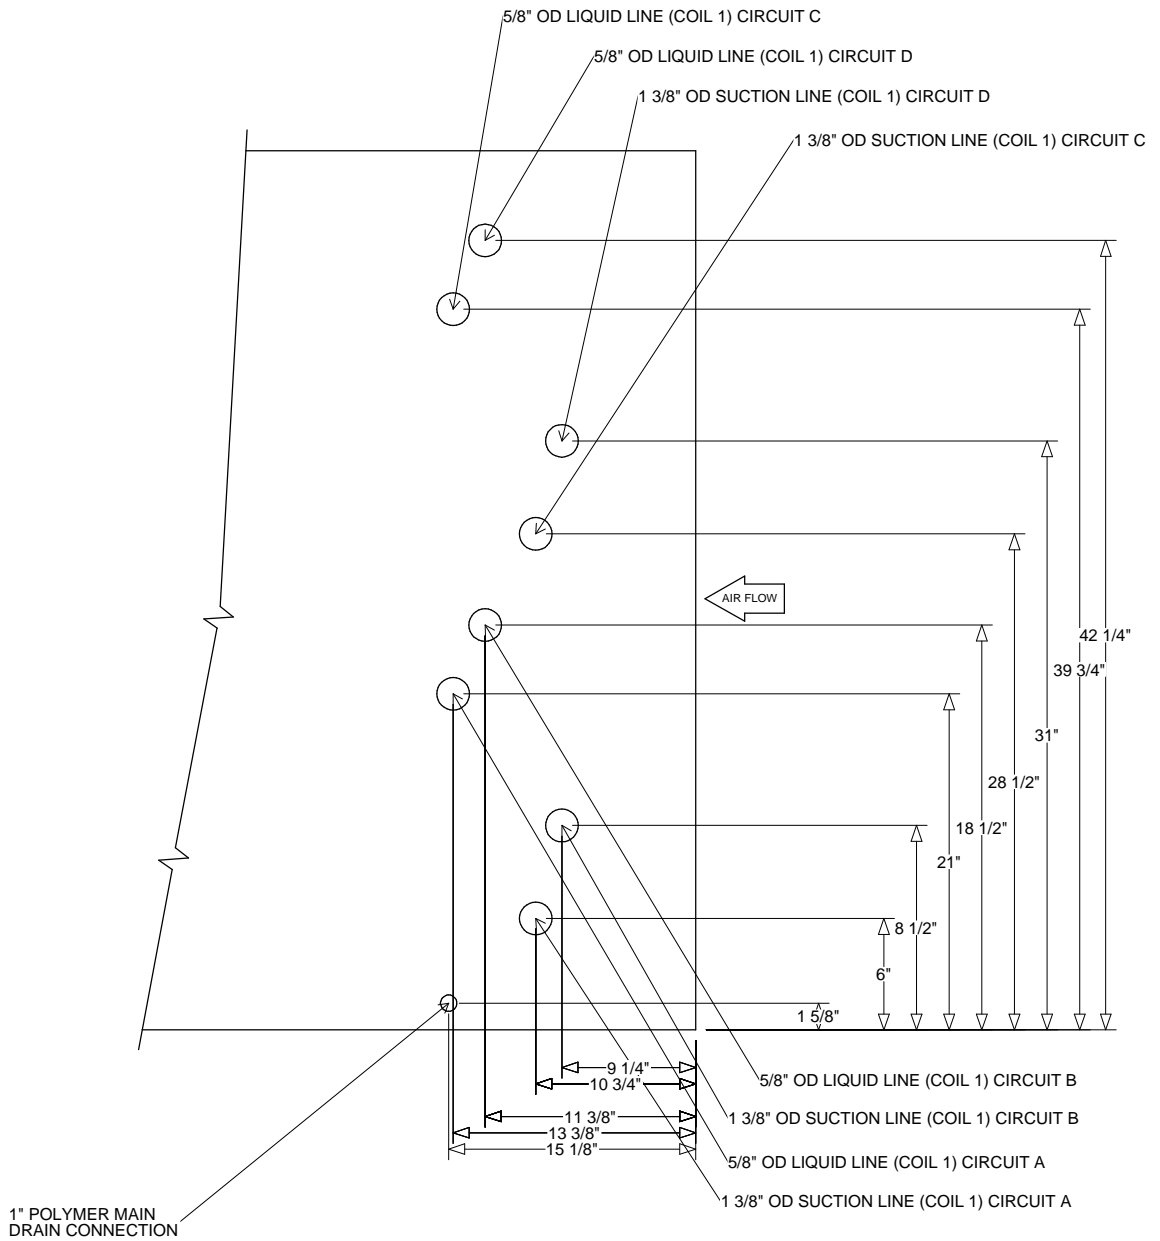 5/8" OD LIQUID LINE (COIL 1) CIRCUIT C
5/8" OD LIQUID LINE (COIL 1) CIRCUIT D
1 3/8" OD SUCTION LINE (COIL 1) CIRCUIT D
1 3/8" OD SUCTION LINE (COIL 1) CIRCUIT C
AIR FLOW
42 1/4"
39 3/4"
31"
28 1/2"
18 1/2"
21"
8 1/2"
6"
1 5/8"
9 1/4"
10 3/4"
11 3/8"
13 3/8"
15 1/8"
5/8" OD LIQUID LINE (COIL 1) CIRCUIT B
1 3/8" OD SUCTION LINE (COIL 1) CIRCUIT B
5/8" OD LIQUID LINE (COIL 1) CIRCUIT A
1 3/8" OD SUCTION LINE (COIL 1) CIRCUIT A
1" POLYMER MAIN
DRAIN CONNECTION